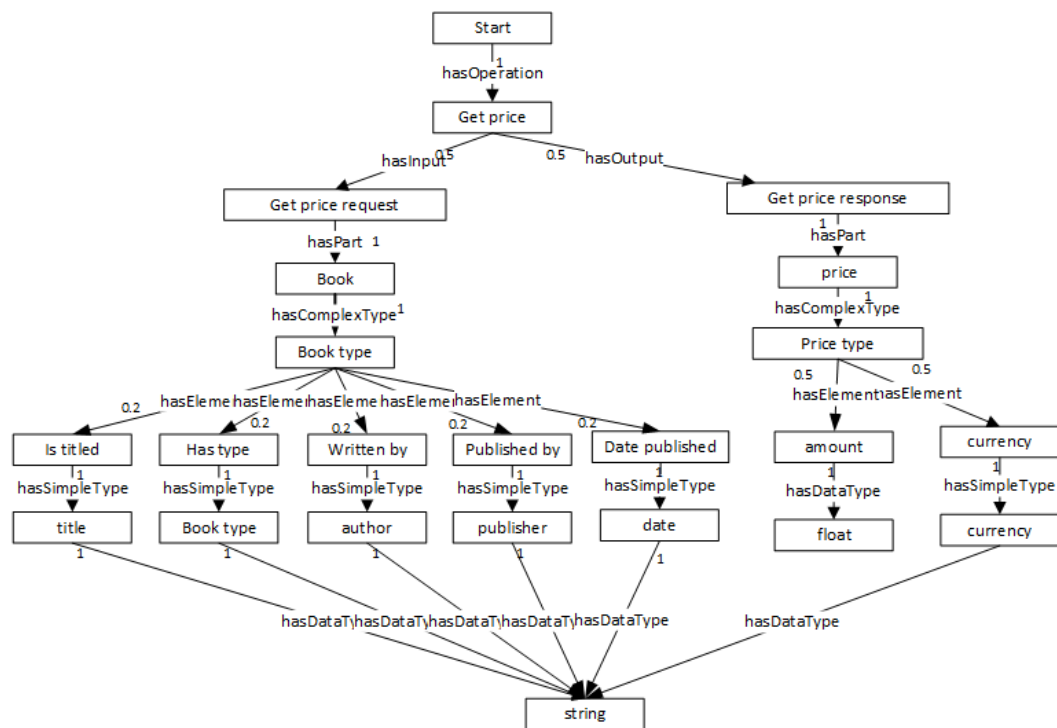 Start
1
hasOperation
Get price
0.5
0.5
hasInput
hasOutput
Get price request
Get price response
1
hasPart
1
hasPart
Book
price
1
hasComplexType
1
hasComplexType
Book type
Price type
0.5
0.5
hasElement
hasElement
hasElement
0.2
0.2
0.2
0.2
0.2
Is titled
Has type
Written by
Published by
Date published
amount
currency
1
1
1
1
1
1
1
hasSimpleType
hasSimpleType
hasSimpleType
hasSimpleType
hasSimpleType
hasDataType
hasSimpleType
title
Book type
author
publisher
date
float
currency
1
1
1
1
1
hasDataType
hasDataType
string